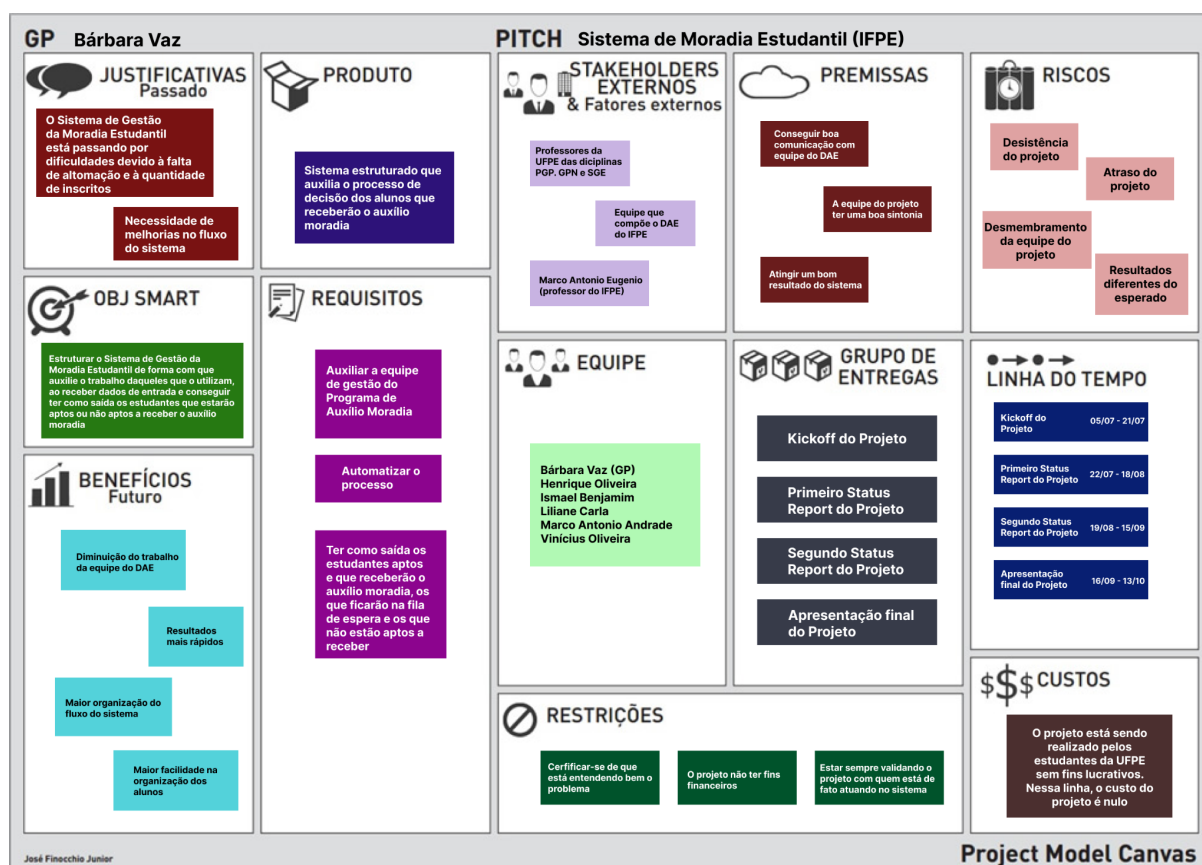 GP Bárbara Vaz
PITCH Sistema de Moradia Estudantil (IFPE)
JUSTIFICATIVAS
Passado
O Sistema de Gestão
da Moradia Estudantil
está passando por
dificuldades devido à falta
de altomação e à quantidade
de inscritos
Necessidade de
melhorias no fluxo
do sistema
PRODUTO
Sistema estruturado que
auxilia o processo de
decisão dos alunos que
receberão o auxílio
moradia
STAKEHOLDERS
EXTERNOS
& Fatores externos
Professores da
UFPE das diciplinas
PGP. GPN e SGE
Equipe que
compõe o DAE
do IFPE
Marco Antonio Eugenio
(professor do IFPE)
PREMISSAS
Conseguir boa
comunicação com
equipe do DAE
A equipe do projeto
ter uma boa sintonia
Atingir um bom
resultado do sistema
RISCOS
Desistência
do projeto
Atraso do
projeto
Desmembramento
da equipe do
projeto
Resultados
diferentes do
esperado
OBJ SMART
Estruturar o Sistema de Gestão da
Moradia Estudantil de forma com que
auxilie o trabalho daqueles que o utilizam,
ao receber dados de entrada e conseguir
ter como saída os estudantes que estarão
aptos ou não aptos a receber o auxílio
moradia
REQUISITOS
Auxiliar a equipe
de gestão do
Programa de
Auxílio Moradia
Automatizar o
processo
Ter como saída os
estudantes aptos
e que receberão o
auxílio moradia, os
que ficarão na fila
de espera e os que
não estão aptos a
receber
EQUIPE
Bárbara Vaz (GP)
Henrique Oliveira
Ismael Benjamim
Liliane Carla
Marco Antonio Andrade
Vinícius Oliveira
GRUPO DE
ENTREGAS
Kickoff do Projeto
Primeiro Status
Report do Projeto
Segundo Status
Report do Projeto
Apresentação final
do Projeto
LINHA DO TEMPO
Kickoff do
Projeto 05/07 - 21/07
Primeiro Status
Report do Projeto 22/07 - 18/08
Segundo Status
Report do Projeto 19/08 - 15/09
Apresentação
final do Projeto 16/09 - 13/10
BENEFÍCIOS
Futuro
Diminuição do trabalho
da equipe do DAE
Resultados
mais rápidos
Maior organização do
fluxo do sistema
Maior facilidade na
organização dos
alunos
RESTRIÇÕES
Cerfificar-se de que
está entendendo bem o
problema
O projeto não ter fins
financeiros
Estar sempre validando o
projeto com quem está de
fato atuando no sistema
$$$ CUSTOS
O projeto está sendo
realizado pelos
estudantes da UFPE
sem fins lucrativos.
Nessa linha, o custo do
projeto é nulo
José Finocchio Junior
Project Model Canvas